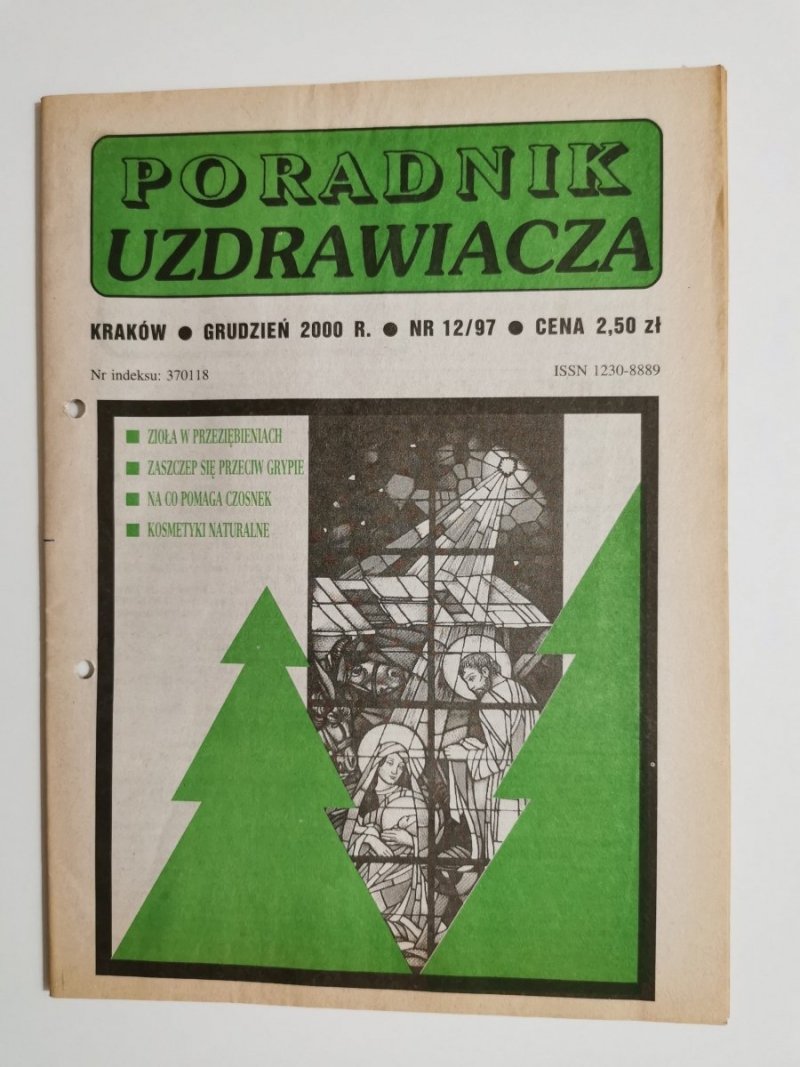 PORADNIK
UZDRAWIACZA
KRAKÓW ● GRUDZIEŃ 2000 R. ● NR 12/97 ● CENA 2,50 zł
Nr indeksu: 370118 ISSN 1230-8889
■ ZIOŁA W PRZEZIĘBIENIACH
■ ZASZCZEP SIĘ PRZECIW GRYPIE
■ NA CO POMAGA CZOSNEK
■ KOSMETYKI NATURALNE